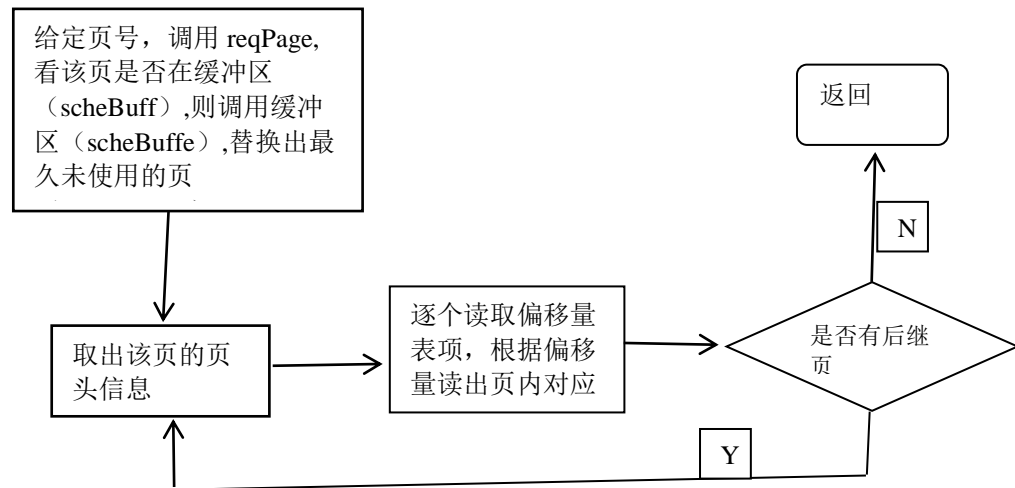 给定页号，调用 reqPage,
看该页是否在缓冲区
（scheBuff）,则调用缓冲
区（scheBuffe）,替换出最
久未使用的页
返回
N
取出该页的页
头信息
逐个读取偏移量
表项，根据偏移
量读出页内对应
是否有后继
页
Y